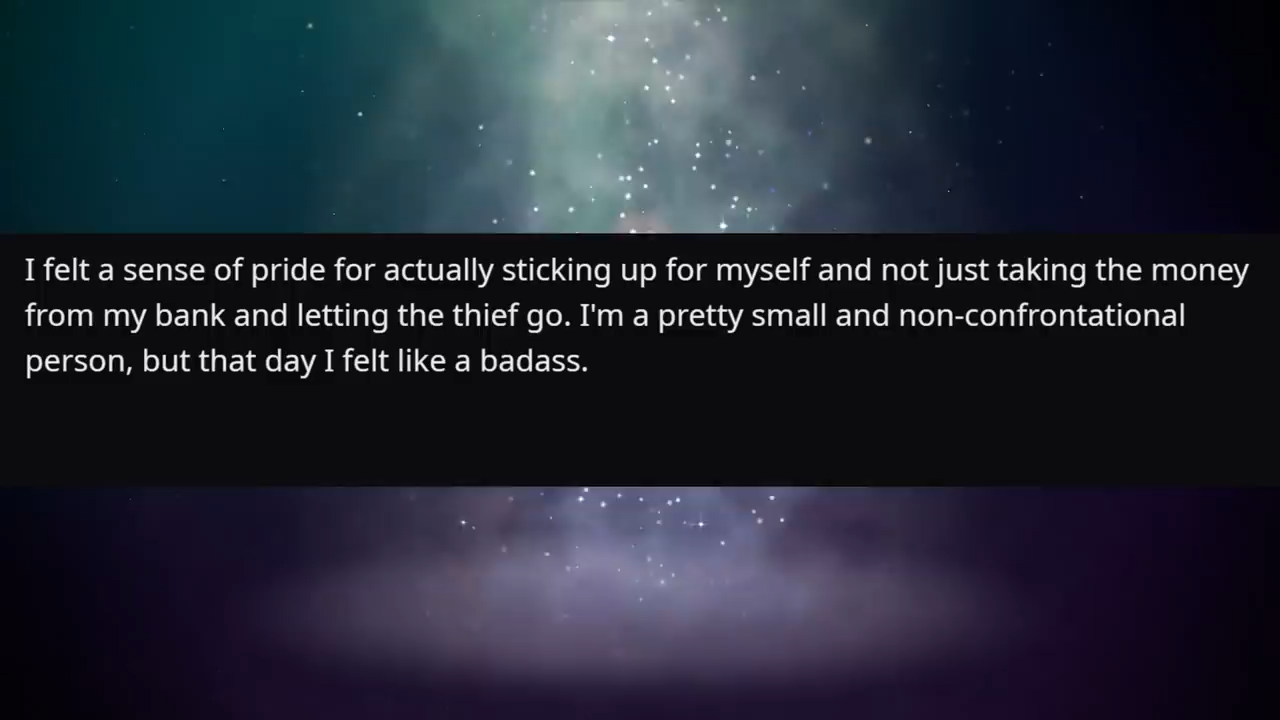 I felt a sense of pride for actually sticking up for myself and not just taking the money
from my bank and letting the thief go. I'm a pretty small and non-confrontational
person, but that day I felt like a badass.